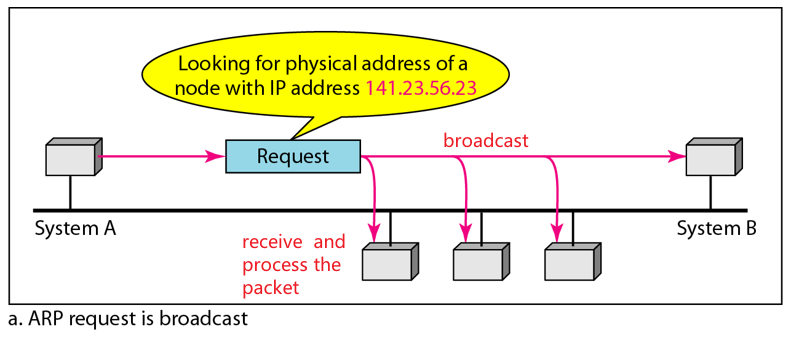 Looking for physical address of a
node with IP address 141.23.56.23
broadcast
Request
System A
System B
receive and
process the
packet
a. ARP request is broadcast